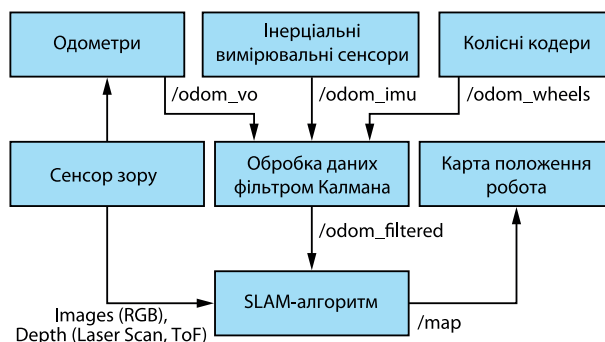 Одометри
Інерціальні
вимірювальні сенсори
Колісні кодери
/odom_vo
/odom_imu
/odom_wheels
Сенсор зору
Обробка даних
фільтром Калмана
Карта положення
робота
/odom_filtered
SLAM-алгоритм
Images (RGB),
Depth (Laser Scan, ToF)
/map